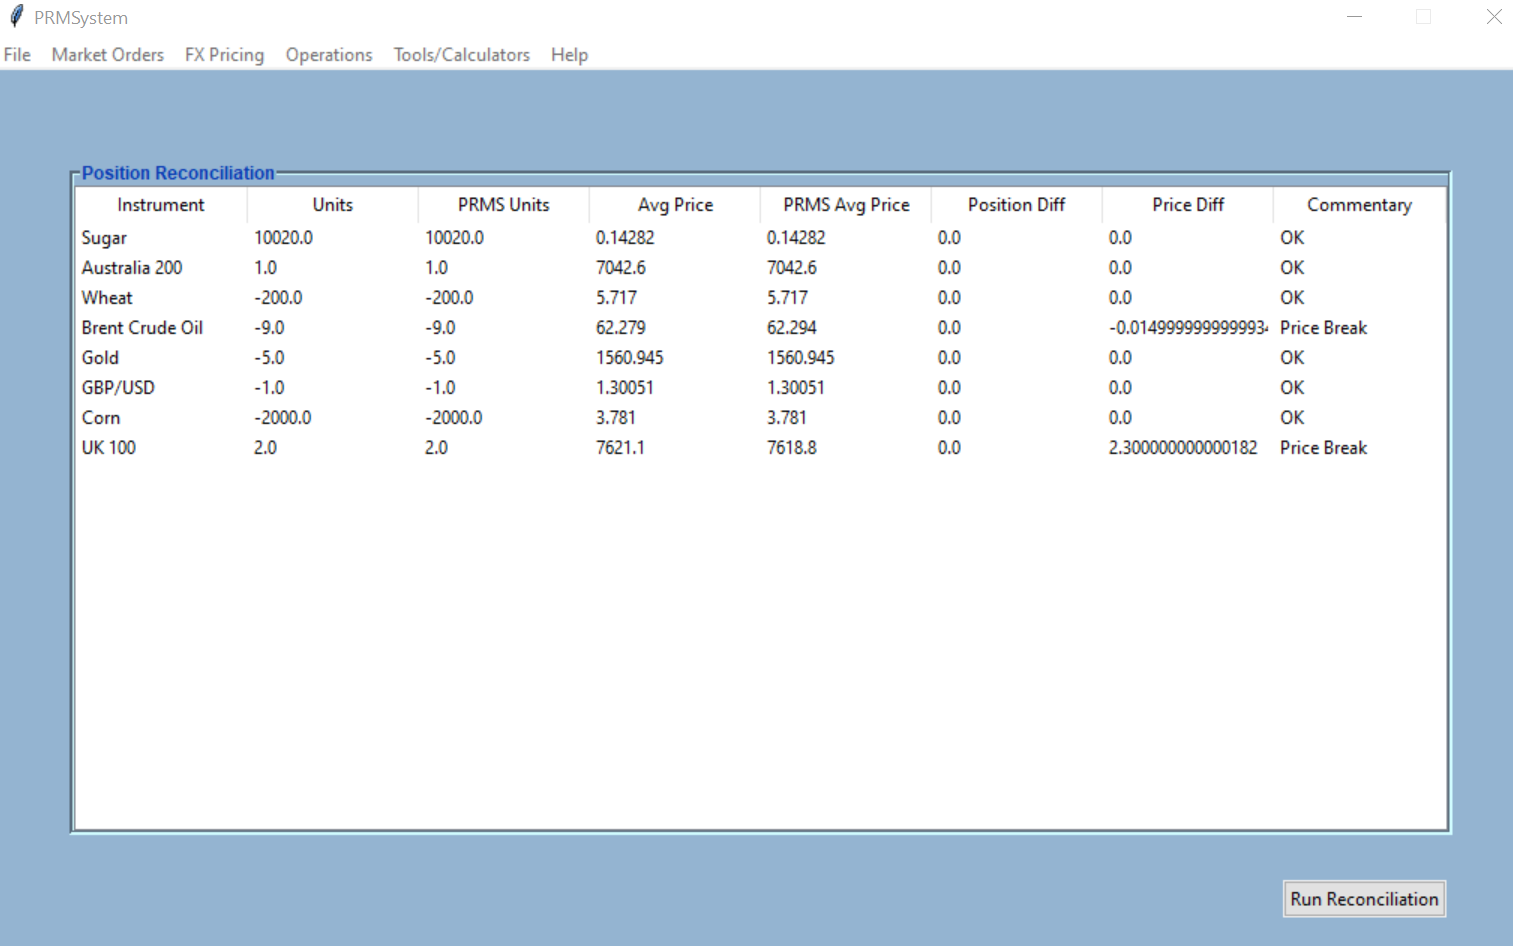 PRMSystem
File Market Orders FX Pricing Operations Tools/Calculators Help
Position Reconciliation
Instrument Units PRMS Units Avg Price PRMS Avg Price Position Diff Price Diff Commentary
Sugar 10020.0 10020.0 0.14282 0.14282 0.0 0.0 OK
Australia 200 1.0 1.0 7042.6 7042.6 0.0 0.0 OK
Wheat -200.0 -200.0 5.717 5.717 0.0 0.0 OK
Brent Crude Oil -9.0 -9.0 62.279 62.294 0.0 -0.014999999999993 Price Break
Gold -5.0 -5.0 1560.945 1560.945 0.0 0.0 OK
GBP/USD -1.0 -1.0 1.30051 1.30051 0.0 0.0 OK
Corn -2000.0 -2000.0 3.781 3.781 0.0 0.0 OK
UK 100 2.0 2.0 7621.1 7618.8 0.0 2.300000000000182 Price Break
Run Reconciliation